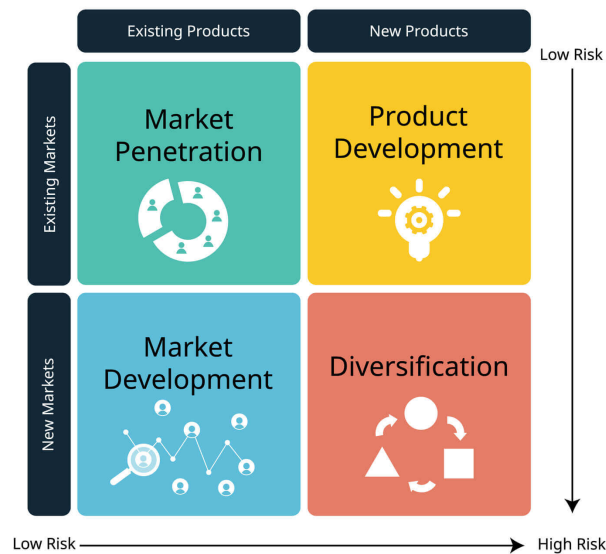 Existing Products
New Products
Low Risk
Existing Markets
Market
Penetration
Product
Development
New Markets
Market
Development
Diversification
Low Risk
High Risk